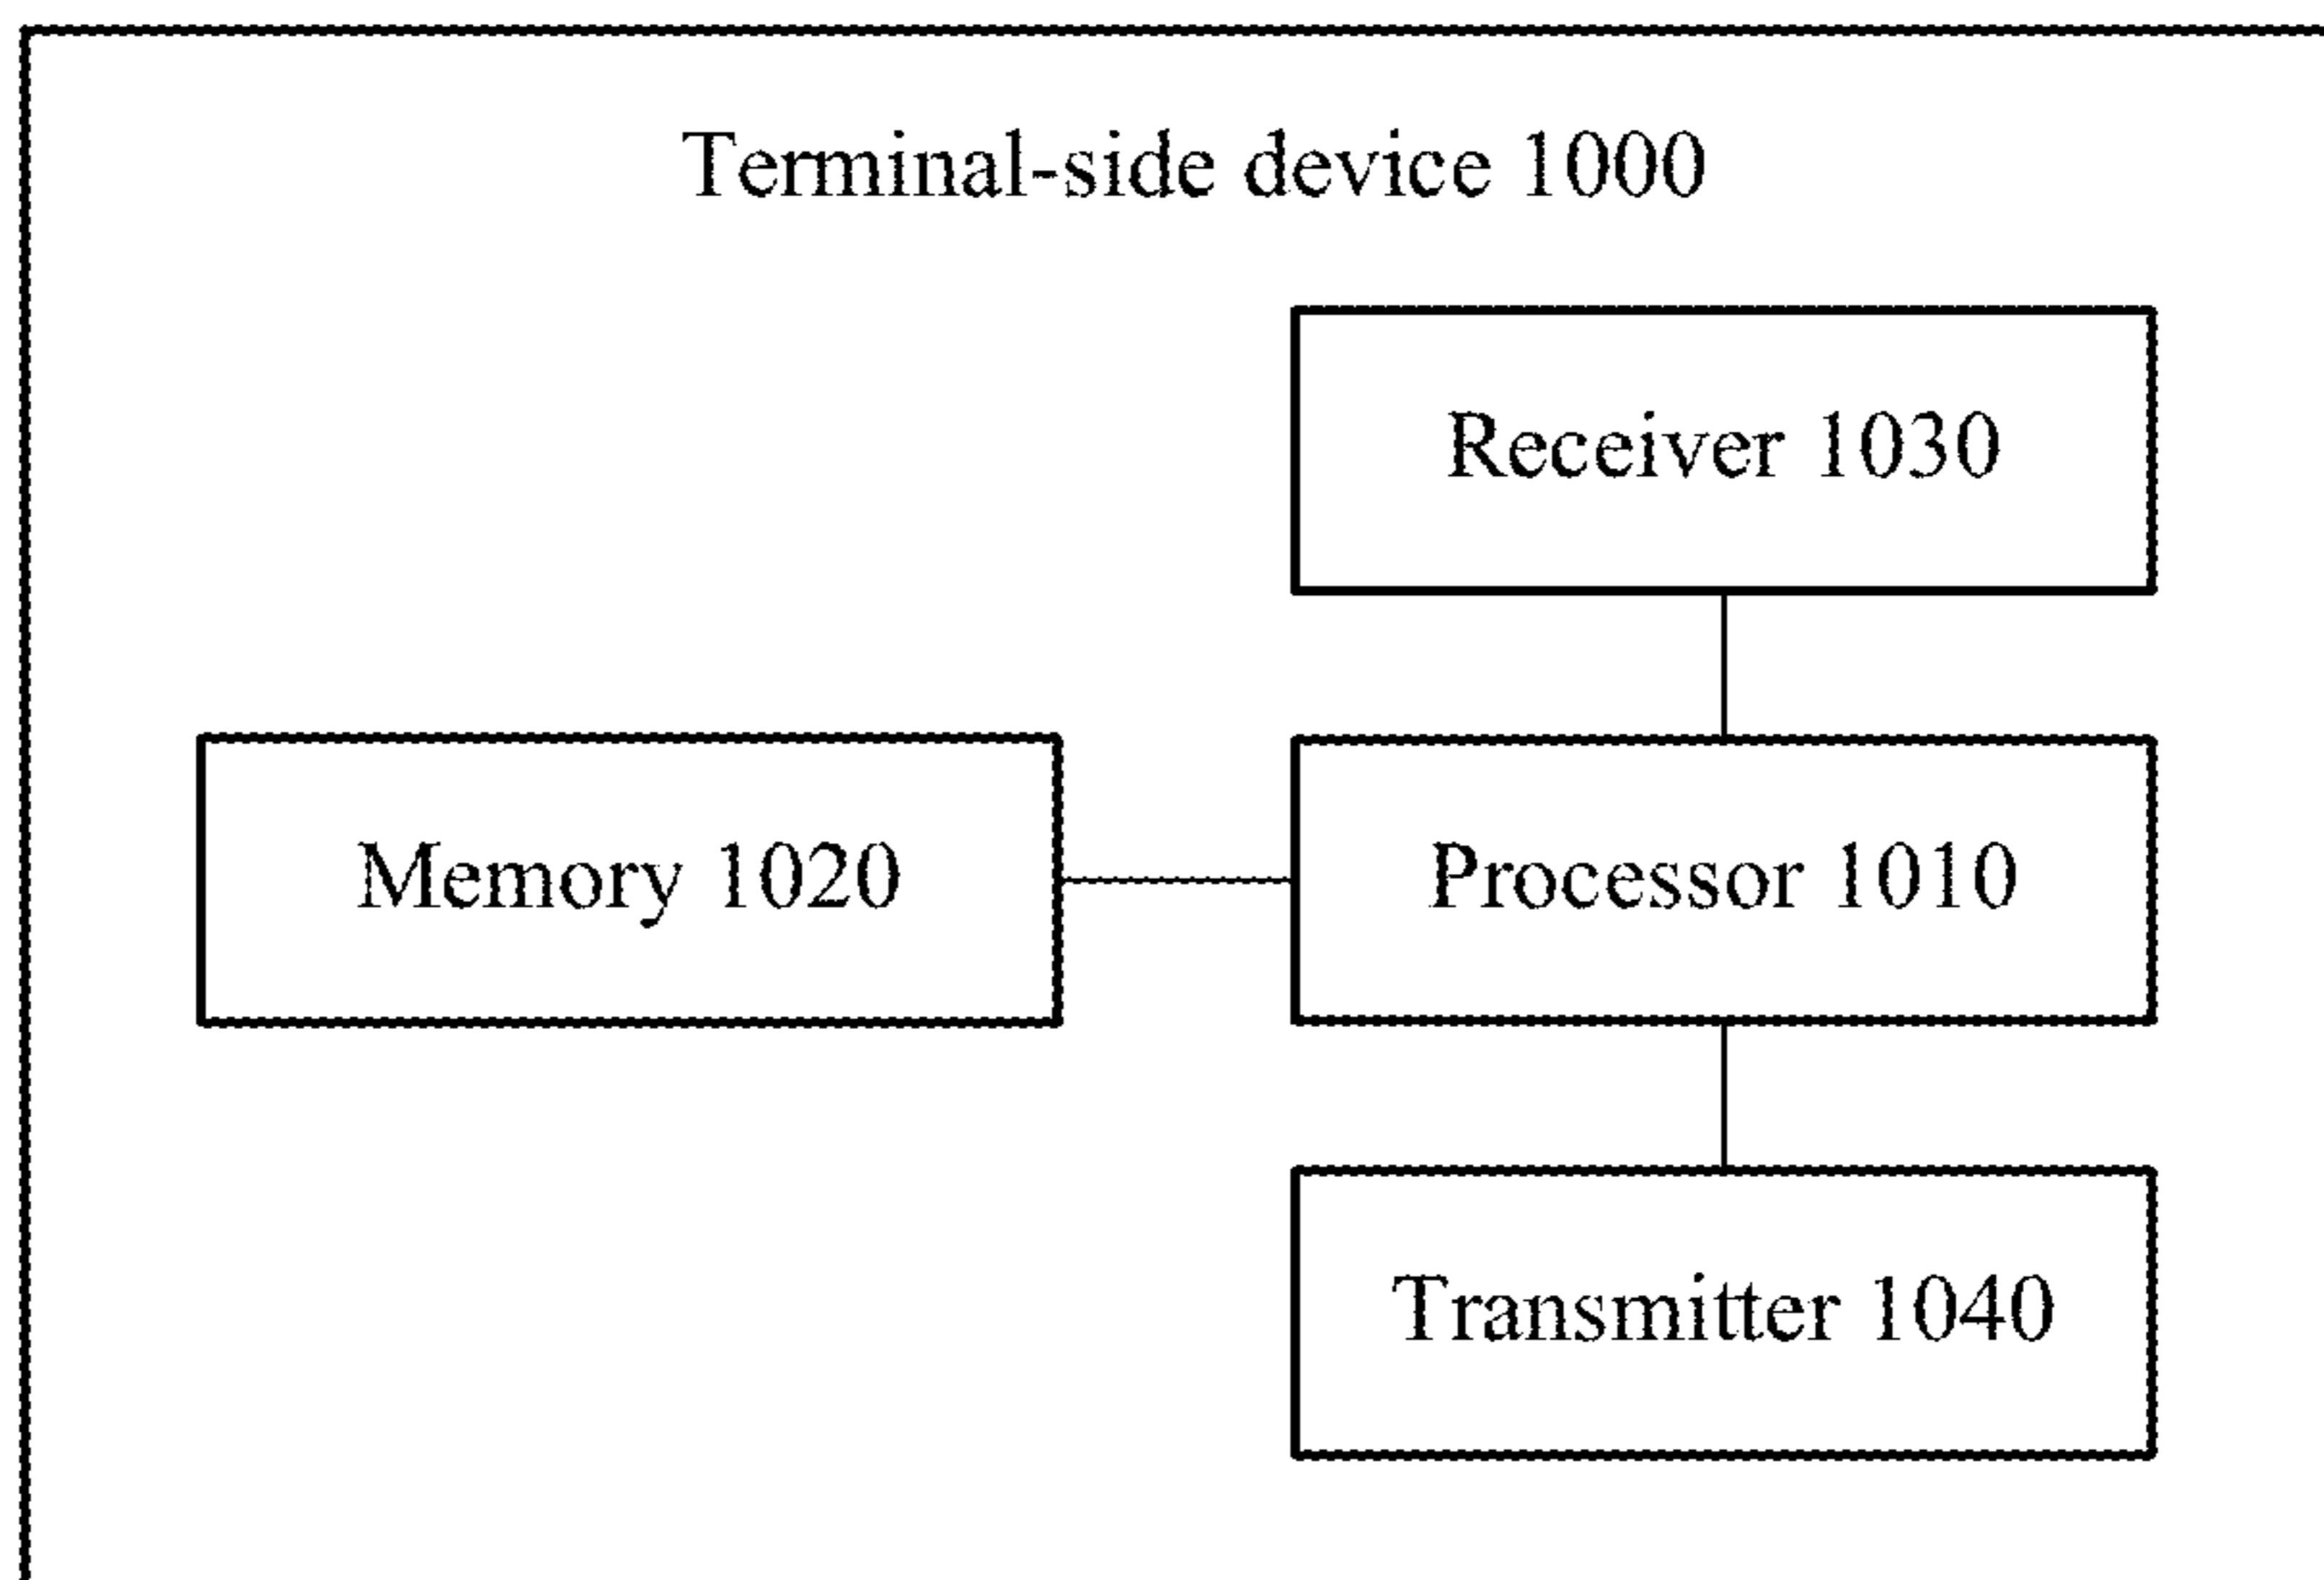 Terminal-side device 1000
Receiver 1030
Memory 1020
Processor 1010
Transmitter 1040